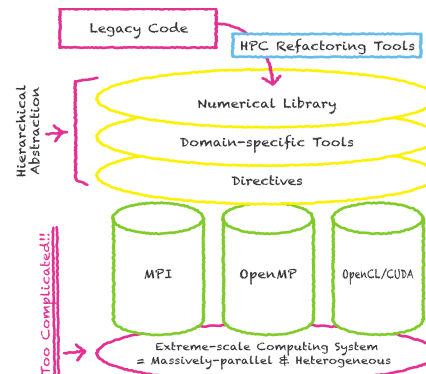 Legacy Code
HPC Refactoring Tools
Hierarchical
Abstraction
Numerical Library
Domain-specific Tools
Directives
MPI
OpenMP
OpenCL/CUDA
Too Complicated!!
Extreme-scale Computing System
= Massively-parallel & Heterogeneous